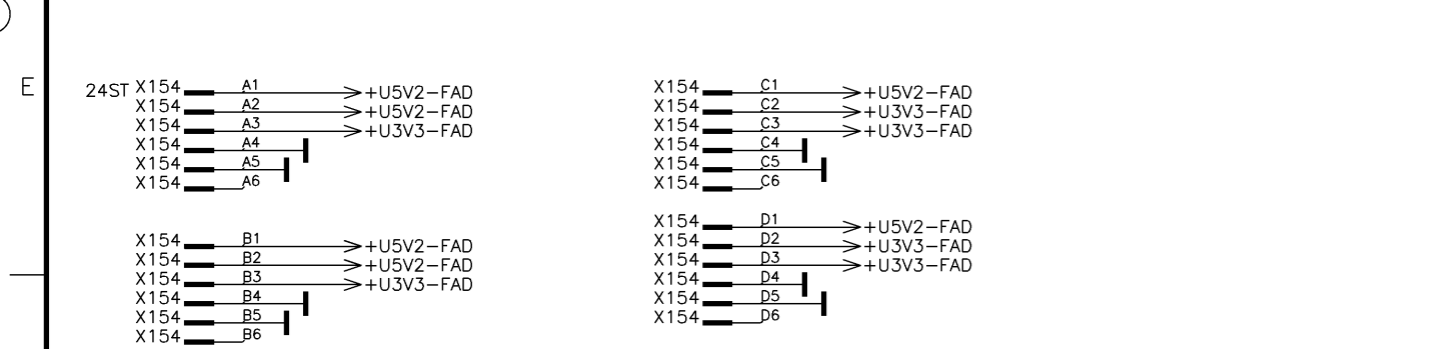 E
24ST X154 A1 +U5V2-FAD
X154 A2 +U5V2-FAD
X154 A3 +U3V3-FAD
X154 A4
X154 A5
X154 A6
X154 B1 +U5V2-FAD
X154 B2 +U5V2-FAD
X154 B3 +U3V3-FAD
X154 B4
X154 B5
X154 B6
X154 C1 +U5V2-FAD
X154 C2 +U3V3-FAD
X154 C3 +U3V3-FAD
X154 C4
X154 C5
X154 C6
X154 D1 +U5V2-FAD
X154 D2 +U3V3-FAD
X154 D3 +U3V3-FAD
X154 D4
X154 D5
X154 D6